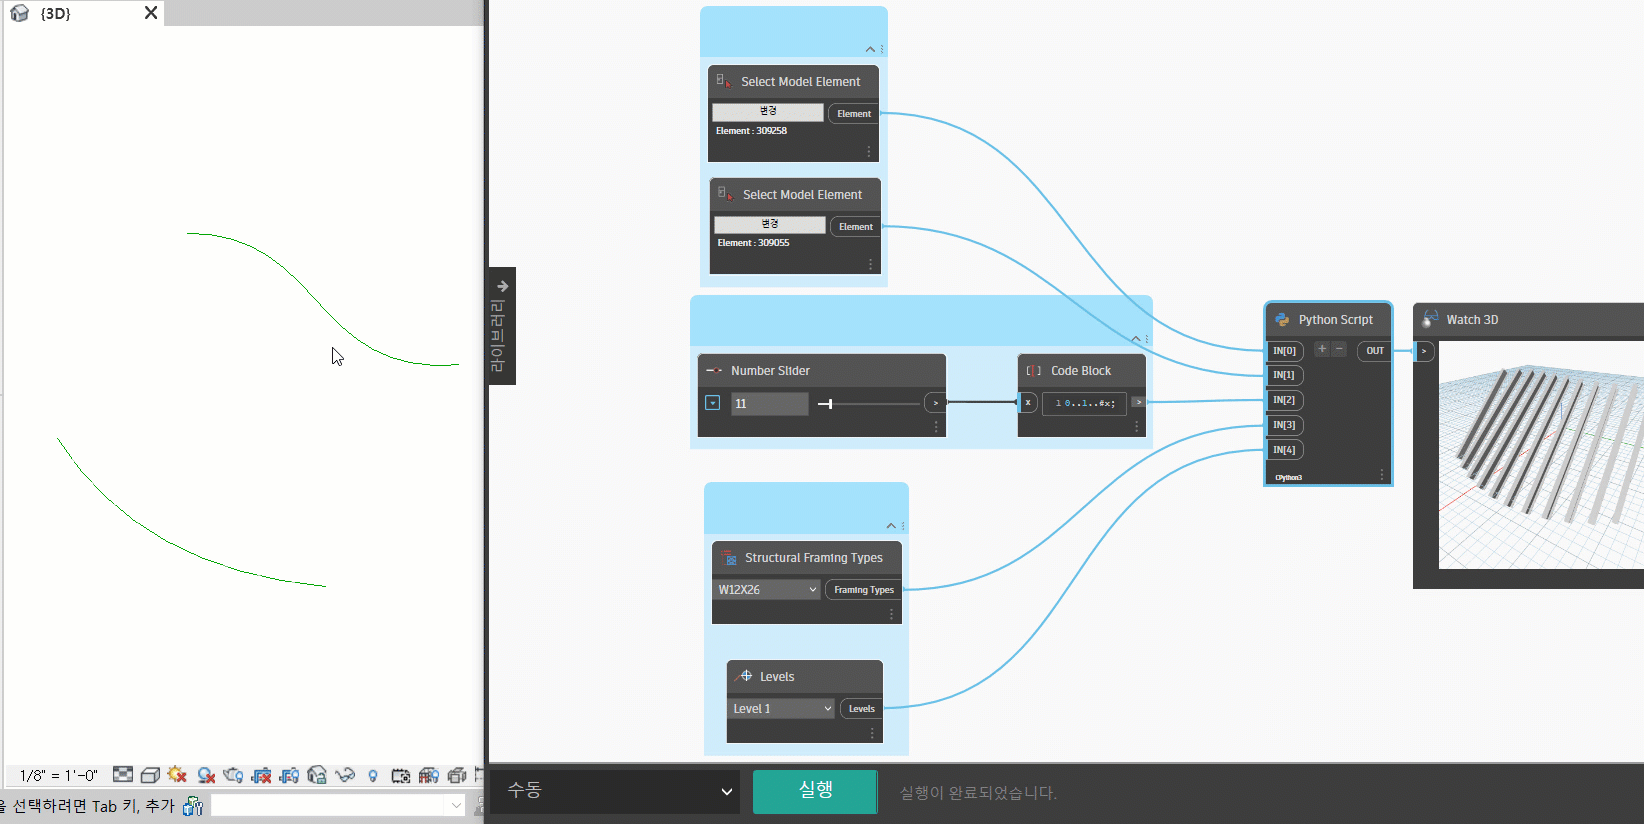 {3D}
Select Model Element
변경
Element
Element : 309258
Select Model Element
변경
Element
Element : 309055
라이브러리
Number Slider
11
>
Code Block
x
1 0..1..#x;
>
Python Script
IN[0]
+
-
OUT
IN[1]
IN[2]
IN[3]
IN[4]
CPython3
Watch 3D
>
Structural Framing Types
W12X26
Framing Types
Levels
Level 1
Levels
1/8" = 1'-0"
을 선택하려면 Tab 키, 추가
수동
실행
실행이 완료되었습니다.